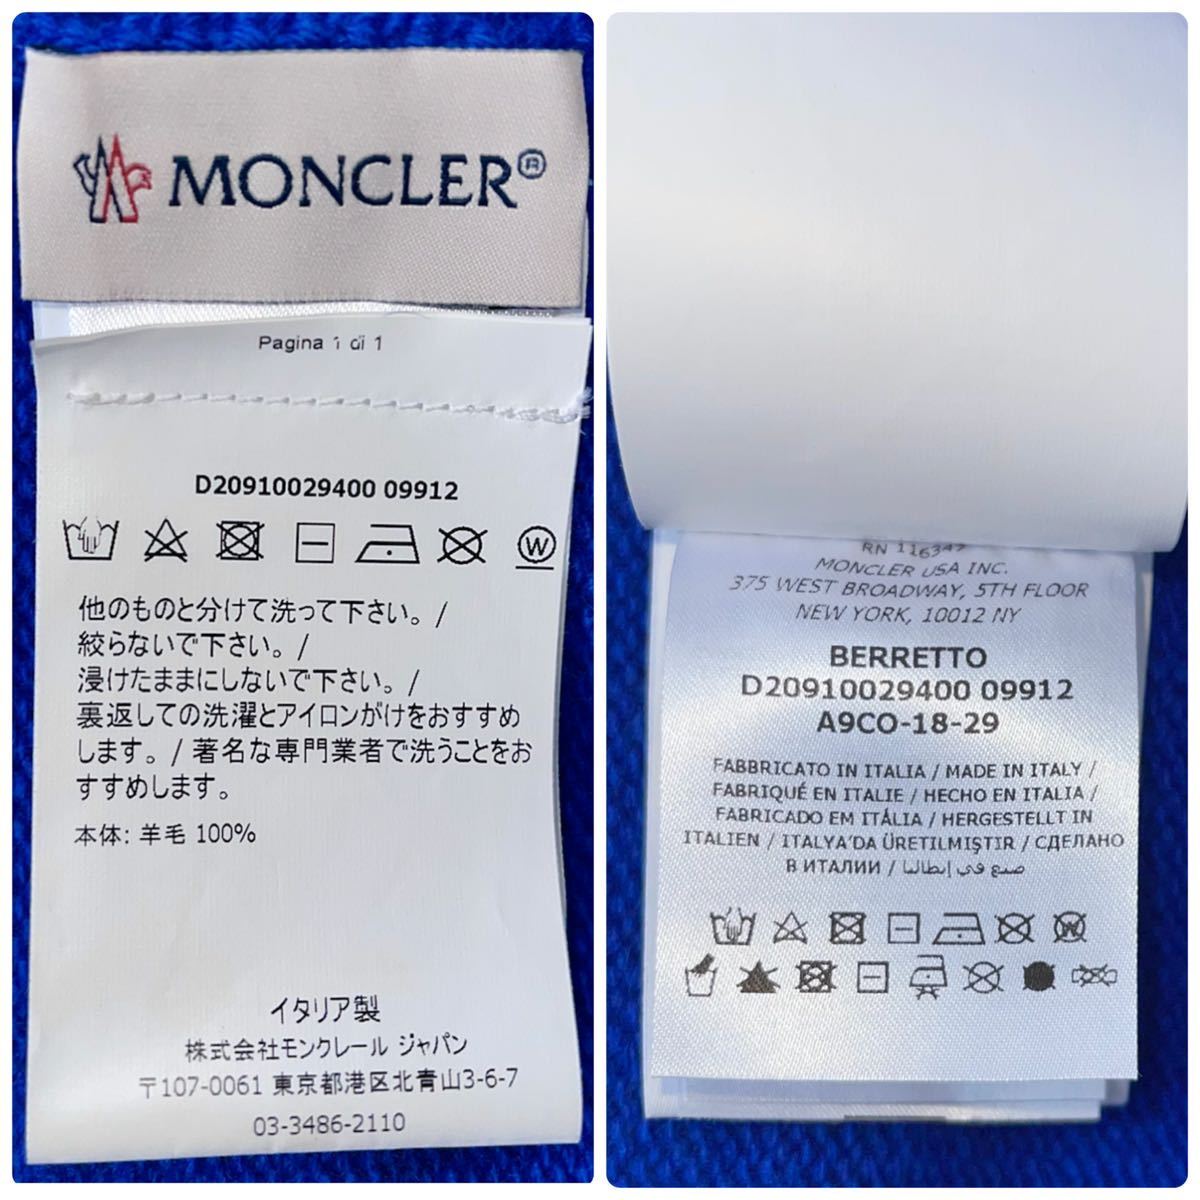 MONCLER®
Pagina 1 di 1
D20910029400 09912
W
他のものと分けて洗って下さい。/
絞らないで下さい。/
浸けたままにしないで下さい。/
裏返しての洗濯とアイロンがけをおすすめ
します。/ 著名な専門業者で洗うことをお
すすめします。
本体: 羊毛 100%
イタリア製
株式会社モンクレール ジャパン
〒107-0061 東京都港区北青山3-6-7
03-3486-2110
RN 116347
MONCLER USA INC.
375 WEST BROADWAY, 5TH FLOOR
NEW YORK, 10012 NY
BERRETTO
D20910029400 09912
A9CO-18-29
FABBRICATO IN ITALIA / MADE IN ITALY /
FABRIQUÉ EN ITALIE / HECHO EN ITALIA /
FABRICADO EM ITÁLIA / HERGESTELLT IN
ITALIEN / ITALYA'DA ÜRETILMIŞTIR / СДЕЛАНО
В ИТАЛИИ / صنع في إيطاليا
W